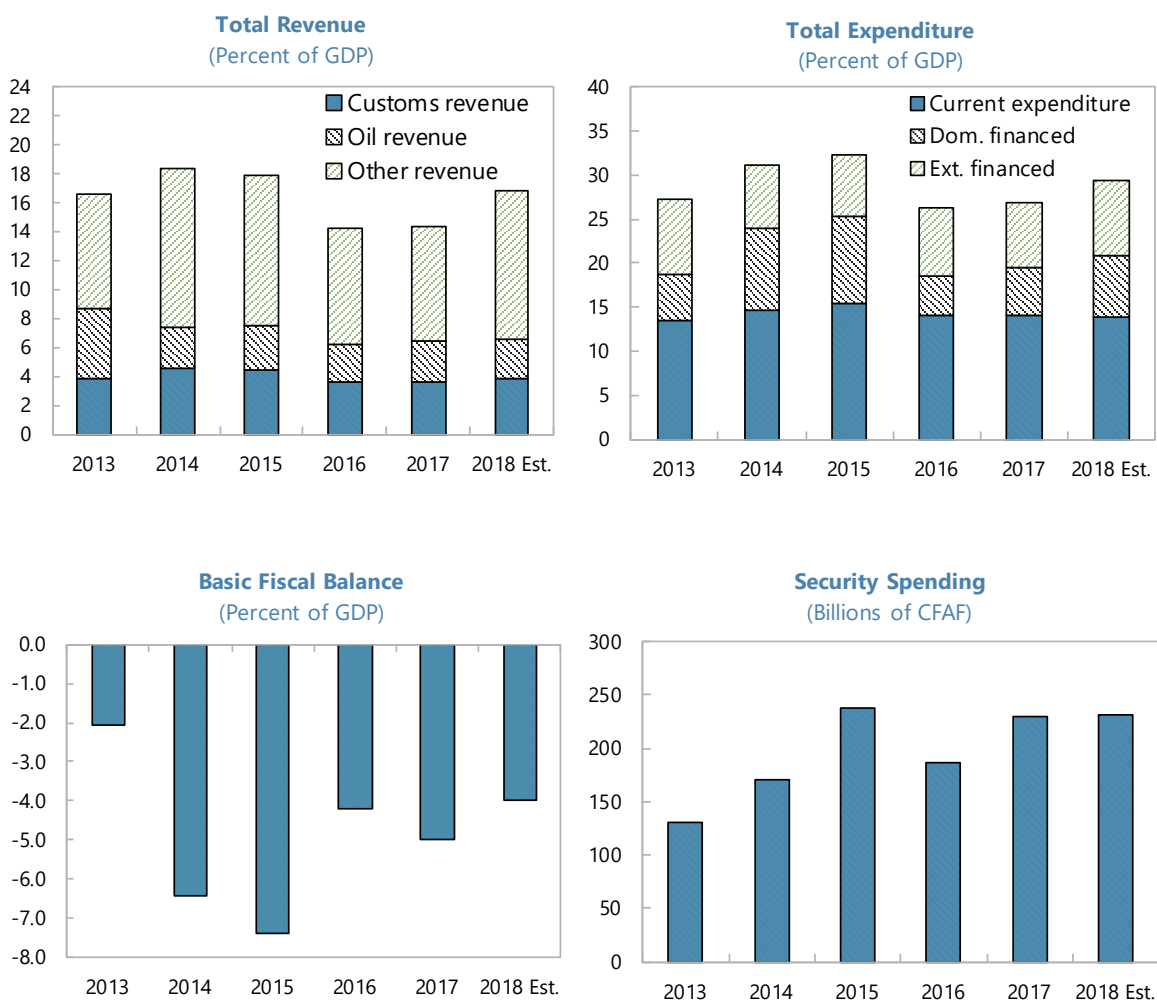 Total Revenue
(Percent of GDP)
24
22
20
18
16
14
12
10
8
6
4
2
0
Customs revenue
Oil revenue
Other revenue
2013 2014 2015 2016 2017 2018 Est.
Total Expenditure
(Percent of GDP)
40
35
30
25
20
15
10
5
0
Current expenditure
Dom. financed
Ext. financed
2013 2014 2015 2016 2017 2018 Est.
Basic Fiscal Balance
(Percent of GDP)
0.0
-1.0
-2.0
-3.0
-4.0
-5.0
-6.0
-7.0
-8.0
2013 2014 2015 2016 2017 2018 Est.
Security Spending
(Billions of CFAF)
300
250
200
150
100
50
0
2013 2014 2015 2016 2017 2018 Est.